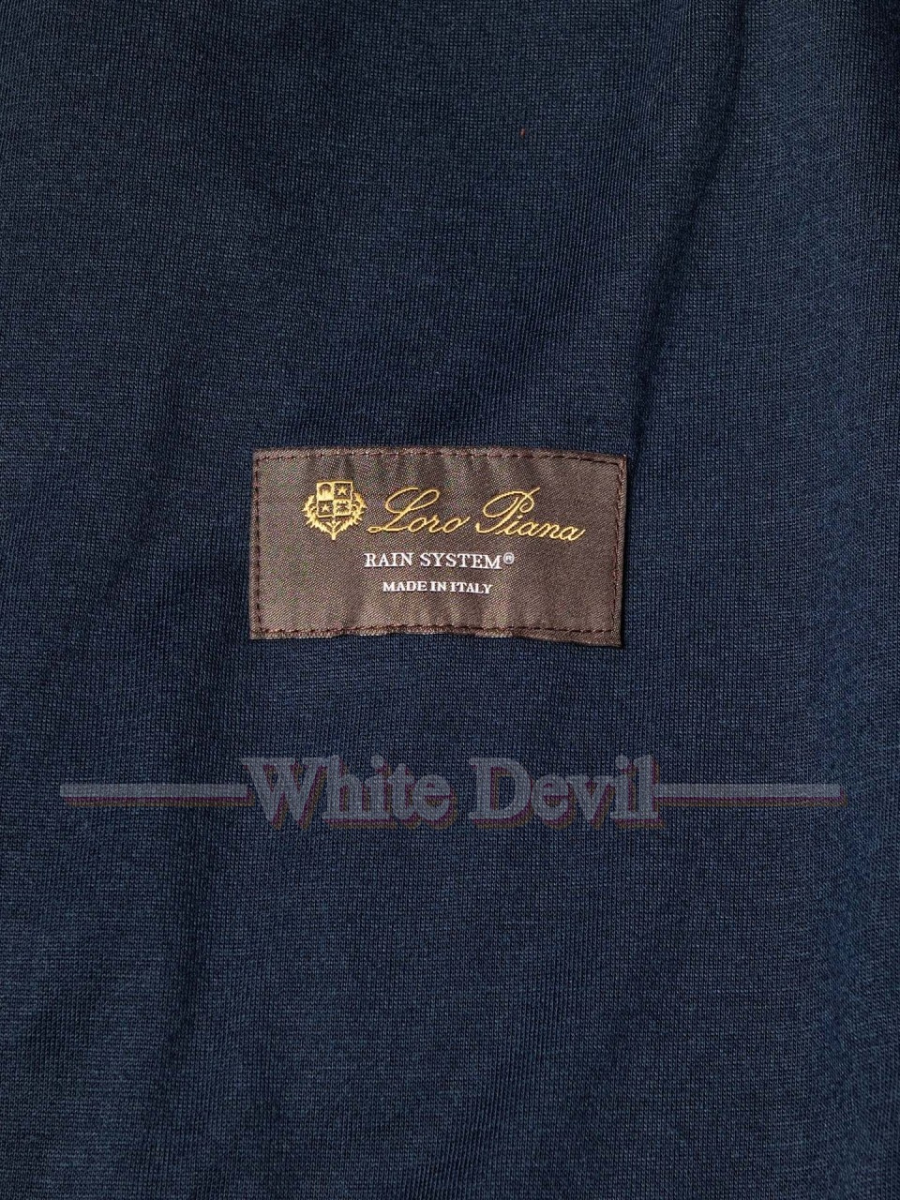 Loro Piana
RAIN SYSTEM®
MADE IN ITALY
White Devil